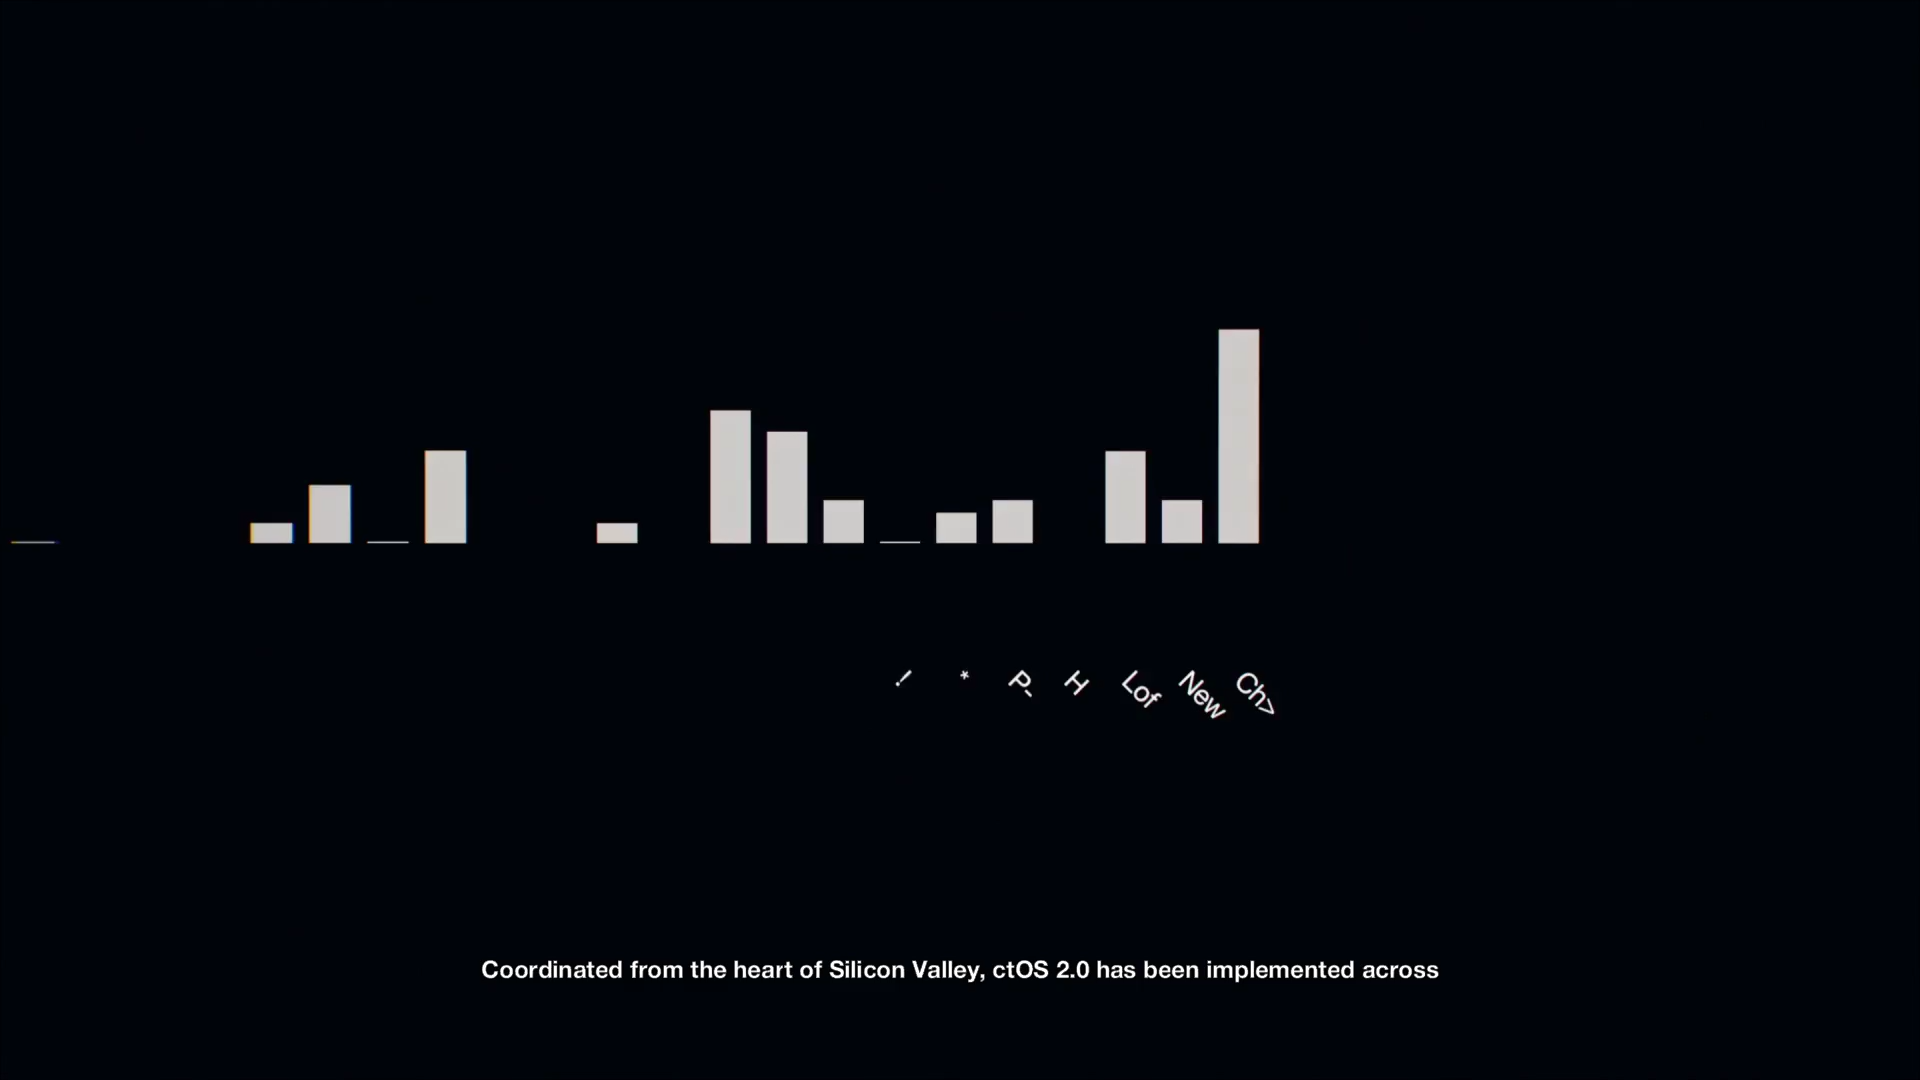 ! * P- H Lof New Ch>
Coordinated from the heart of Silicon Valley, ctOS 2.0 has been implemented across